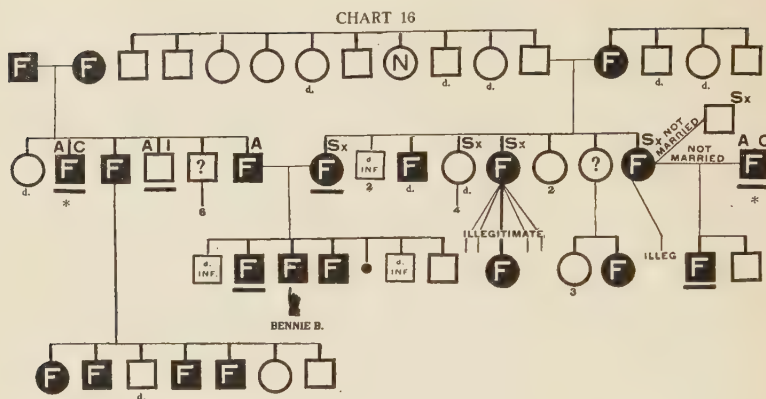 CHART 16
F F N F
d. d. d. d. d.
Sx
NOT MARRIED
A C A I A Sx Sx Sx Sx NOT MARRIED A C
F F ? F F d. INF. F F ? F F
d. * 6 2 d. d. 4 2 *
ILLEGITIMATE ILLEG
d. INF. F F F d. INF. F F F
3
BENNIE B.
F F F F
d.